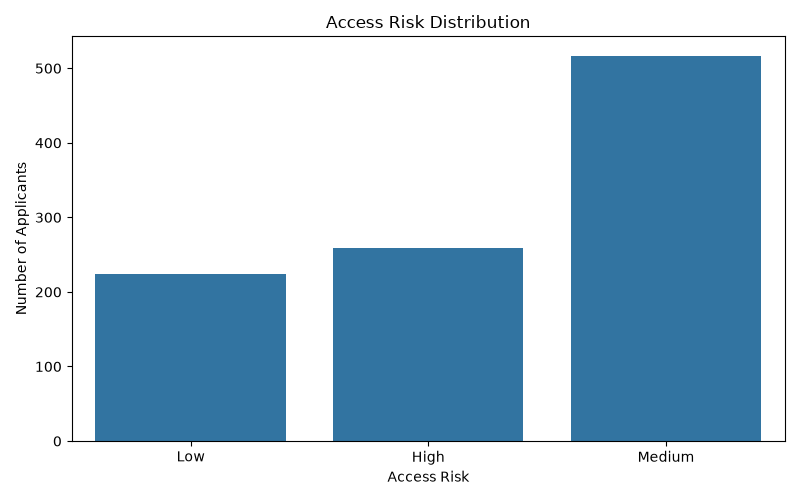 Access Risk Distribution
Number of Applicants
500
400
300
200
100
0
Low High Medium
Access Risk